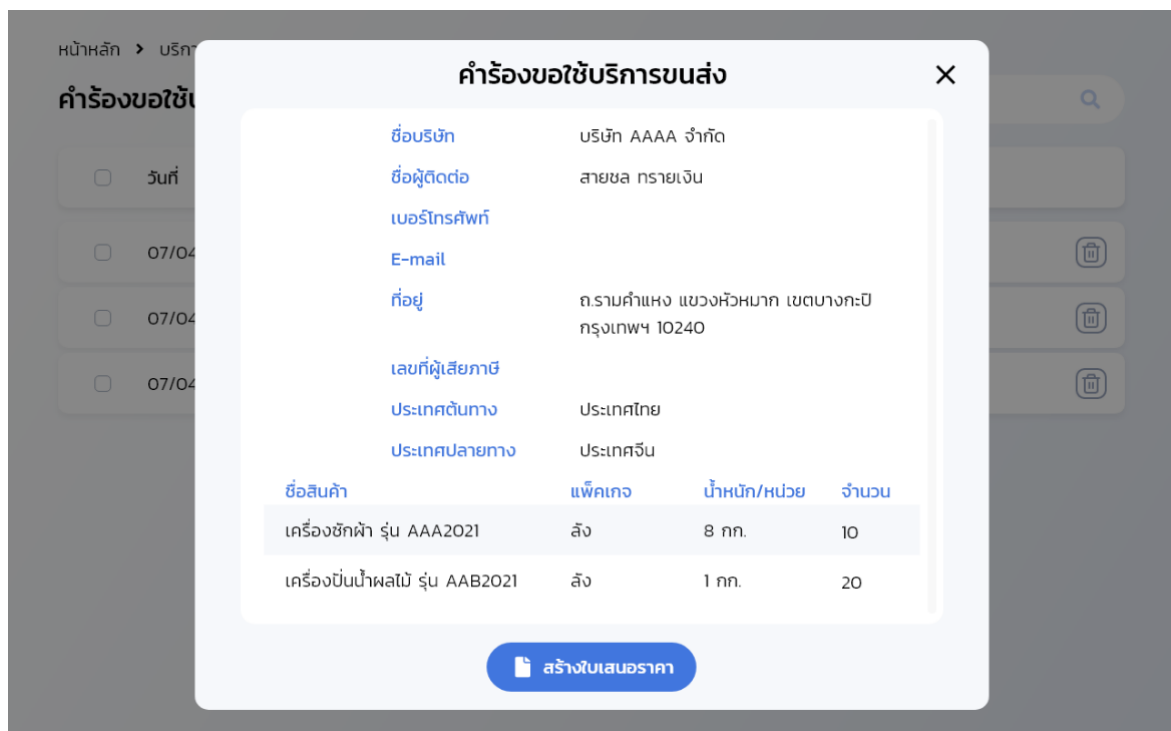 หน้าหลัก > บริกา
คำร้องขอใช้บริการขนส่ง
คำร้องขอใช้
ชื่อบริษัท บริษัท AAAA จำกัด
วันที่
ชื่อผู้ติดต่อ สายชล ทรายเงิน
เบอร์โทรศัพท์
07/04
E-mail
ที่อยู่ ถ.รามคำแหง แขวงหัวหมาก เขตบางกะปิ
กรุงเทพฯ 10240
07/04
เลขที่ผู้เสียภาษี
07/04
ประเทศต้นทาง ประเทศไทย
ประเทศปลายทาง ประเทศจีน
ชื่อสินค้า แพ็คเกจ น้ำหนัก/หน่วย จำนวน
เครื่องซักผ้า รุ่น AAA2021 ลัง 8 กก. 10
เครื่องปั่นน้ำผลไม้ รุ่น AAB2021 ลัง 1 กก. 20
สร้างใบเสนอราคา